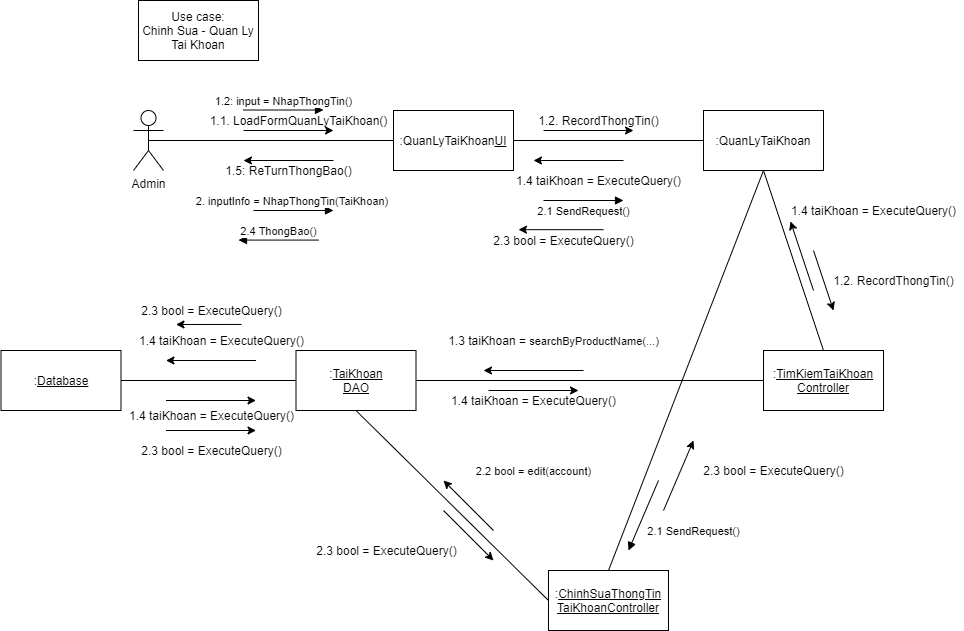 Use case:
Chinh Sua - Quan Ly
Tai Khoan
1.2: input = NhapThongTin()
1.1. LoadFormQuanLyTaiKhoan()
:QuanLyTaiKhoanUI
1.2. RecordThongTin()
:QuanLyTaiKhoan
Admin
1.5: ReTurnThongBao()
1.4 taiKhoan = ExecuteQuery()
2. inputInfo = NhapThongTin(TaiKhoan)
2.1 SendRequest()
1.4 taiKhoan = ExecuteQuery()
2.4 ThongBao()
2.3 bool = ExecuteQuery()
1.2. RecordThongTin()
2.3 bool = ExecuteQuery()
1.4 taiKhoan = ExecuteQuery()
1.3 taiKhoan = searchByProductName(...)
:Database
:TaiKhoan
DAO
:TimKiemTaiKhoan
Controller
1.4 taiKhoan = ExecuteQuery()
1.4 taiKhoan = ExecuteQuery()
2.3 bool = ExecuteQuery()
2.2 bool = edit(account)
2.3 bool = ExecuteQuery()
2.1 SendRequest()
2.3 bool = ExecuteQuery()
:ChinhSuaThongTin
TaiKhoanController